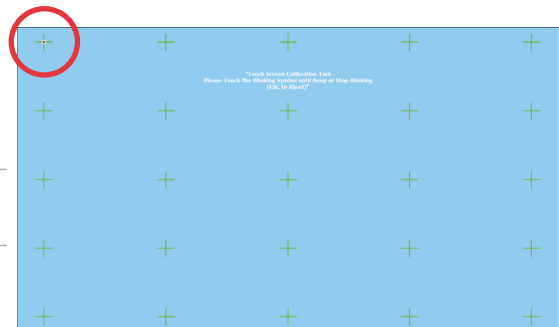 "Touch Screen Calibration Tool
Please Touch the Blinking Symbol until Beep or Stop Blinking
(ESC to Abort)"